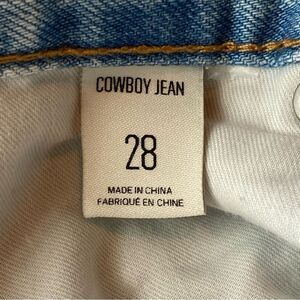 COWBOY JEAN
28
MADE IN CHINA
FABRIQUÉ EN CHINE